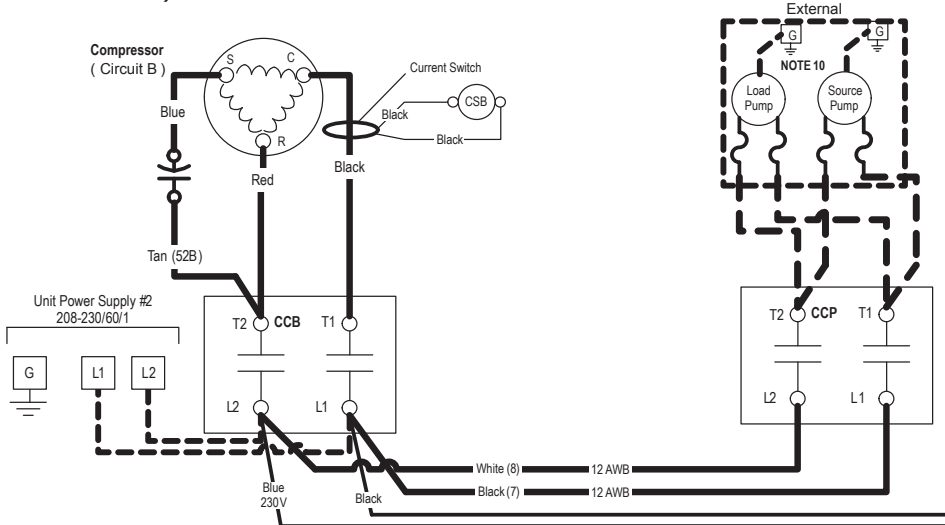 External
Compressor
( Circuit B )
S
C
R
Current Switch
Black
CSB
Black
Blue
Red
Black
Tan (52B)
G
G
NOTE 10
Load
Pump
Source
Pump
Unit Power Supply #2
208-230/60/1
G
L1
L2
T2
CCB
T1
L2
L1
T2
CCP
T1
L2
L1
White (8)
12 AWB
Black (7)
12 AWB
Blue
230V
Black